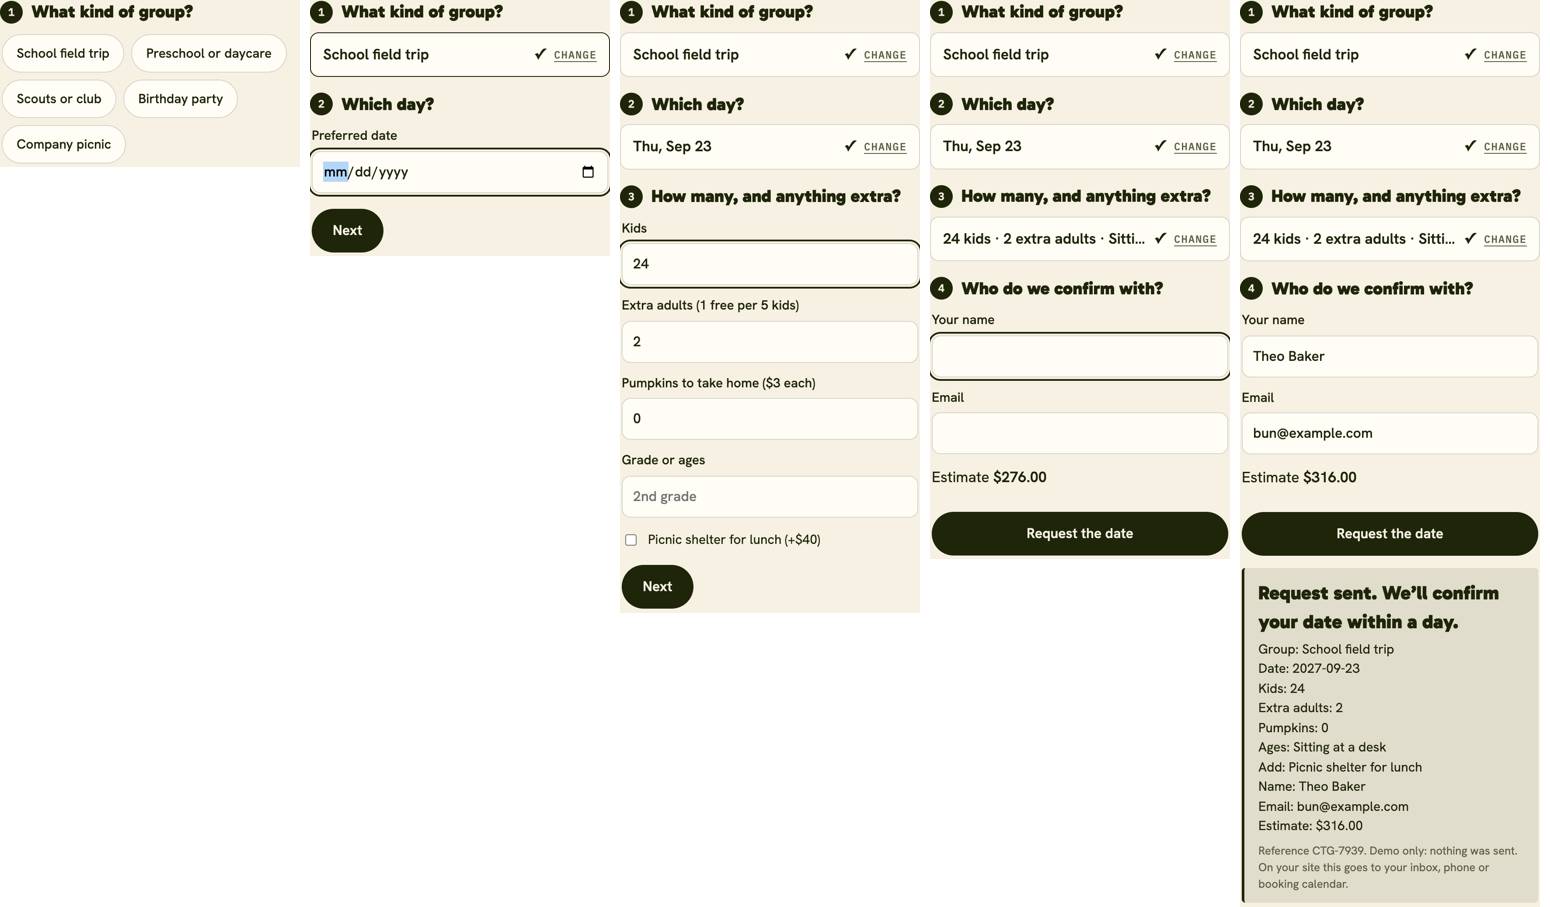 1 What kind of group?
School field trip
Preschool or daycare
Scouts or club
Birthday party
Company picnic
1 What kind of group?
School field trip ✓ CHANGE
2 Which day?
Preferred date
mm/dd/yyyy
Next
1 What kind of group?
School field trip ✓ CHANGE
2 Which day?
Thu, Sep 23 ✓ CHANGE
3 How many, and anything extra?
Kids
24
Extra adults (1 free per 5 kids)
2
Pumpkins to take home ($3 each)
0
Grade or ages
2nd grade
Picnic shelter for lunch (+$40)
Next
1 What kind of group?
School field trip ✓ CHANGE
2 Which day?
Thu, Sep 23 ✓ CHANGE
3 How many, and anything extra?
24 kids · 2 extra adults · Sitti... ✓ CHANGE
4 Who do we confirm with?
Your name
Email
Estimate $276.00
Request the date
1 What kind of group?
School field trip ✓ CHANGE
2 Which day?
Thu, Sep 23 ✓ CHANGE
3 How many, and anything extra?
24 kids · 2 extra adults · Sitti... ✓ CHANGE
4 Who do we confirm with?
Your name
Theo Baker
Email
bun@example.com
Estimate $316.00
Request the date
Request sent. We'll confirm
your date within a day.
Group: School field trip
Date: 2027-09-23
Kids: 24
Extra adults: 2
Pumpkins: 0
Ages: Sitting at a desk
Add: Picnic shelter for lunch
Name: Theo Baker
Email: bun@example.com
Estimate: $316.00
Reference CTG-7939. Demo only: nothing was sent.
On your site this goes to your inbox, phone or
booking calendar.